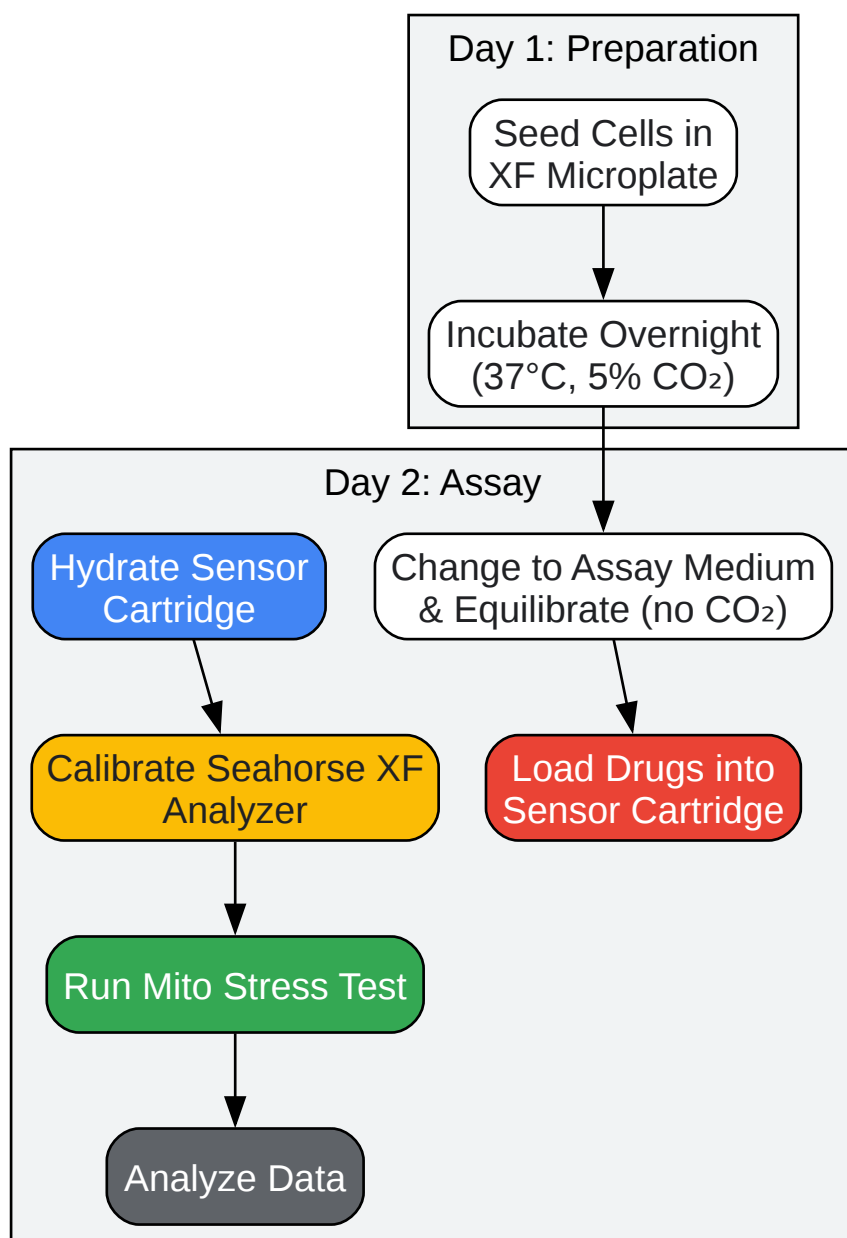 Day 1: Preparation
Seed Cells in
XF Microplate
Incubate Overnight
(37°C, 5% CO₂)
Day 2: Assay
Hydrate Sensor
Cartridge
Change to Assay Medium
& Equilibrate (no CO₂)
Calibrate Seahorse XF
Analyzer
Load Drugs into
Sensor Cartridge
Run Mito Stress Test
Analyze Data